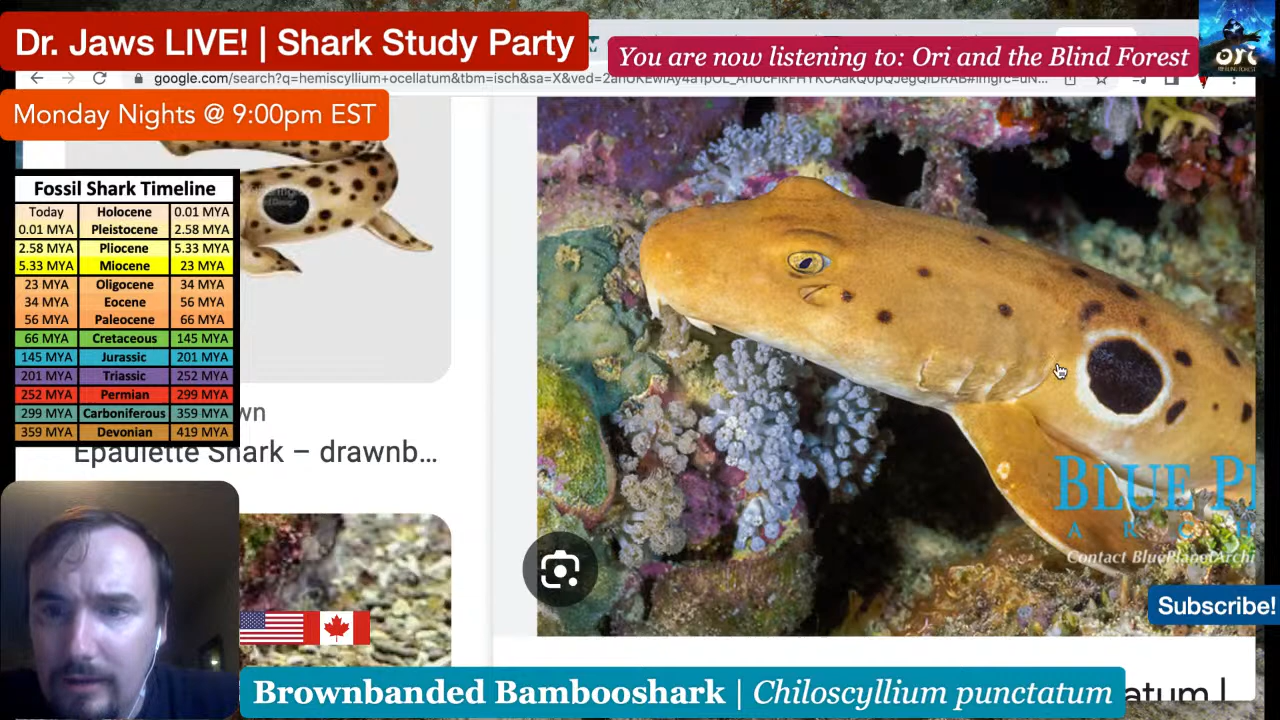 Dr. Jaws LIVE! | Shark Study Party
You are now listening to: Ori and the Blind Forest
ori
google.com/search?q=hemiscyllium+ocellatum&tbm=isch&sa=X&ved=
Monday Nights @ 9:00pm EST
Fossil Shark Timeline
Today Holocene 0.01 MYA
0.01 MYA Pleistocene 2.58 MYA
2.58 MYA Pliocene 5.33 MYA
5.33 MYA Miocene 23 MYA
23 MYA Oligocene 34 MYA
34 MYA Eocene 56 MYA
56 MYA Paleocene 66 MYA
66 MYA Cretaceous 145 MYA
145 MYA Jurassic 201 MYA
201 MYA Triassic 252 MYA
252 MYA Permian 299 MYA
299 MYA Carboniferous 359 MYA
359 MYA Devonian 419 MYA
wn
Epaulette Shark – drawnb...
BLUE P
ARC
Contact BluePlanetArchi
Subscribe!
Brownbanded Bambooshark | Chiloscyllium punctatum
atum |